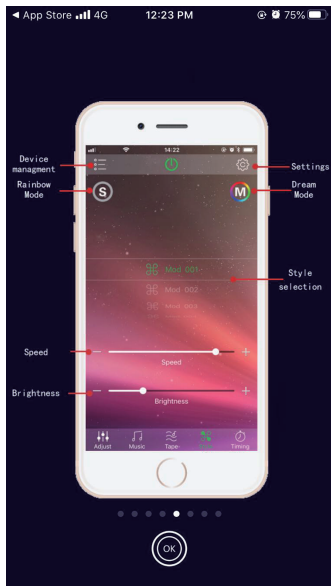 App Store 4G 12:23 PM 75%
14:22
Device managment
Settings
Rainbow Mode
S
M
Dream Mode
Mod 001
Style selection
Mod 002
Mod 003
Speed
Speed
Brightness
Brightness
Adjust Music Tape Timing
OK